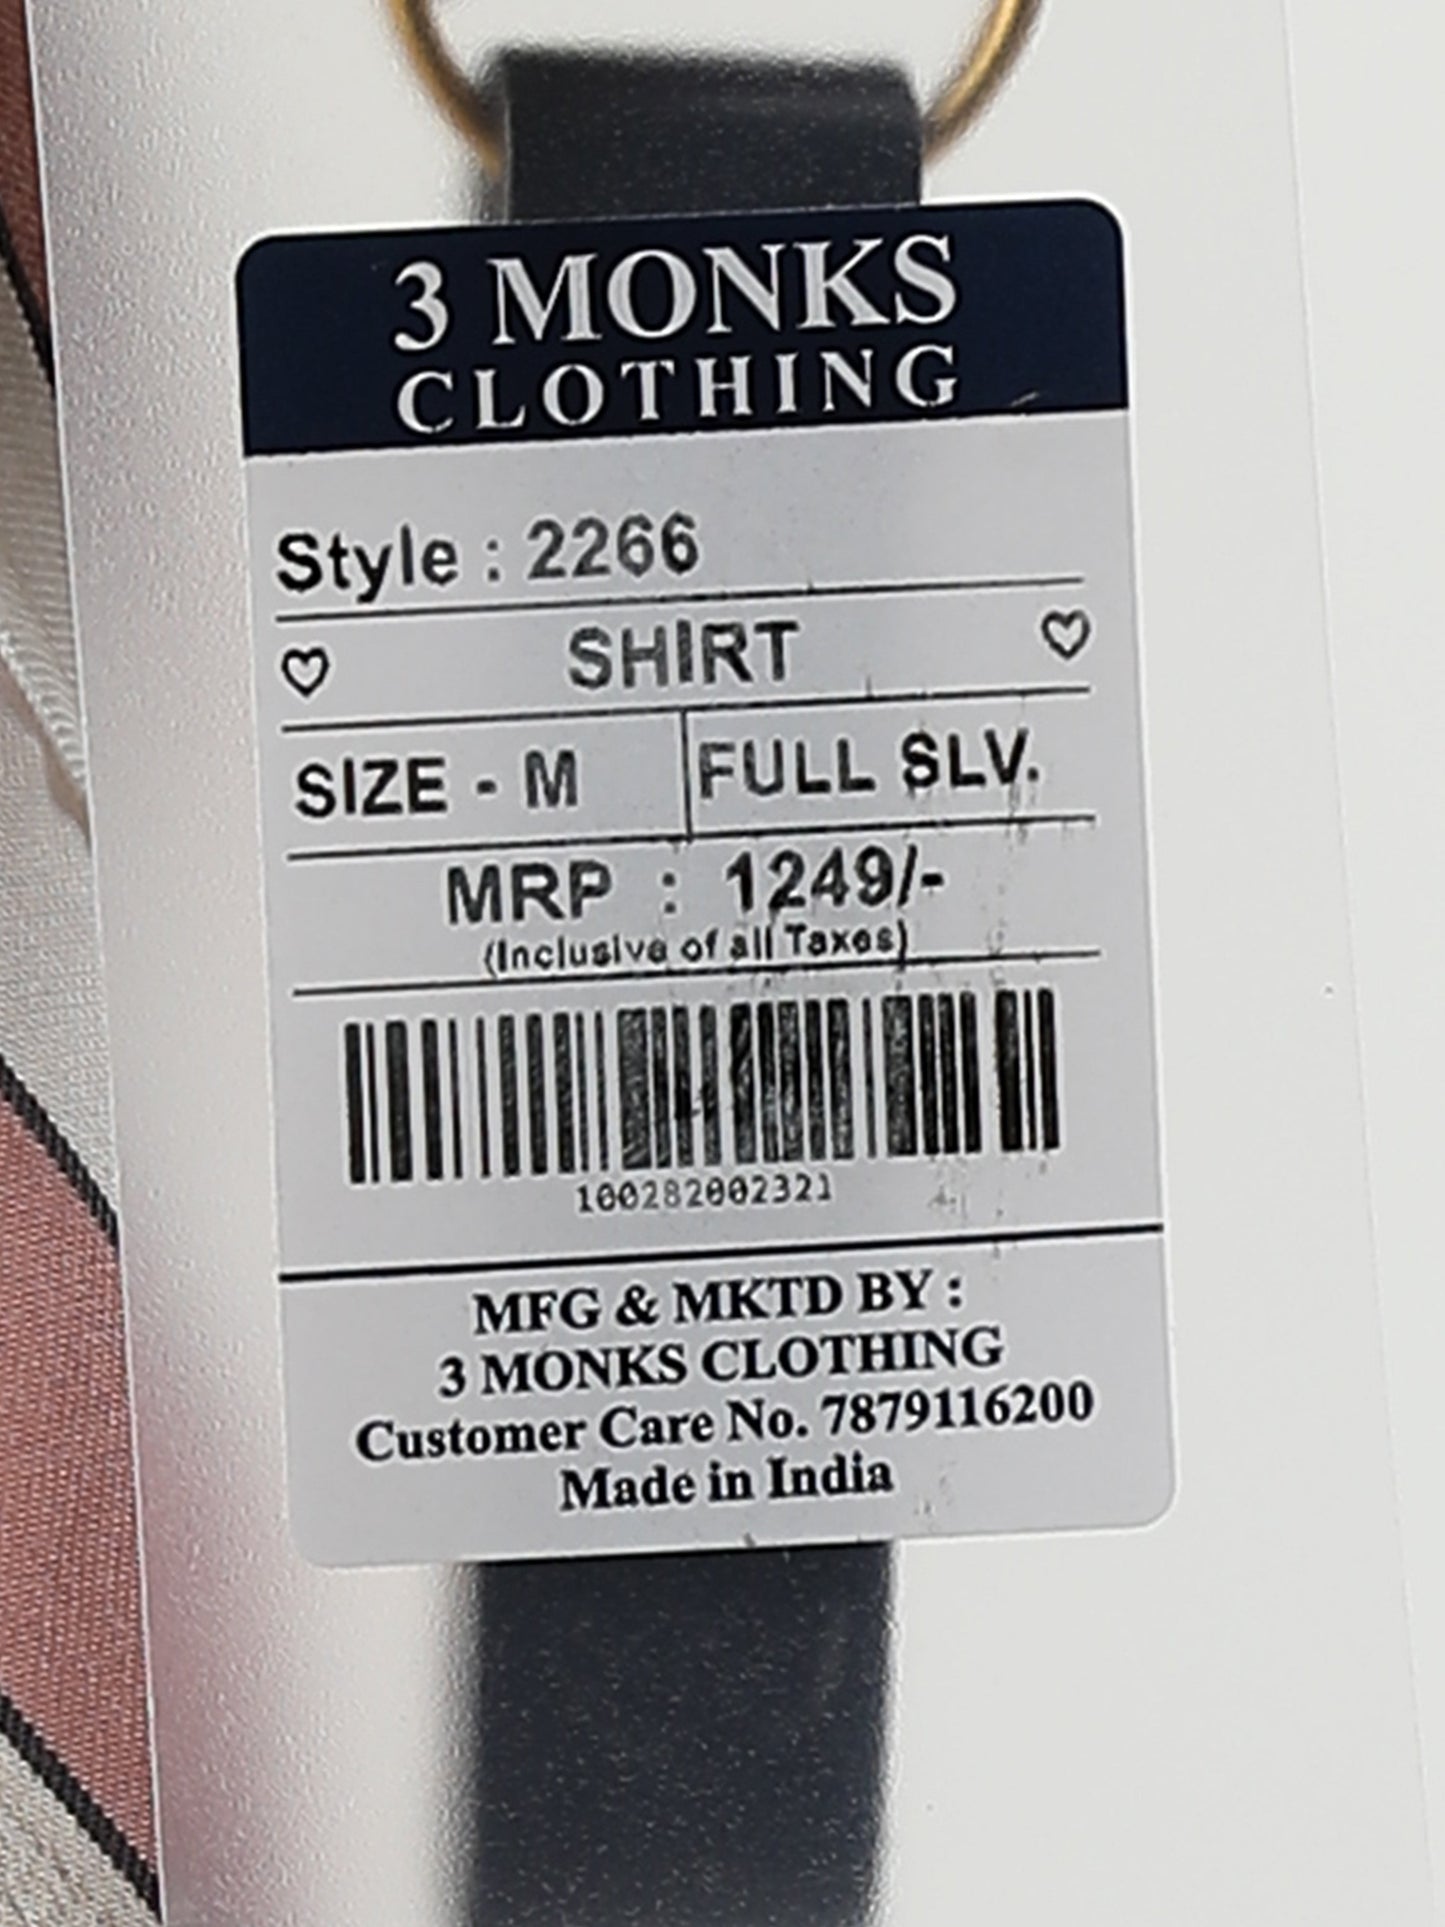 3 MONKS
CLOTHING
Style : 2266
♡ SHIRT ♡
SIZE - M FULL SLV.
MRP : 1249/-
(Inclusive of all Taxes)
100282002321
MFG & MKTD BY :
3 MONKS CLOTHING
Customer Care No. 7879116200
Made in India